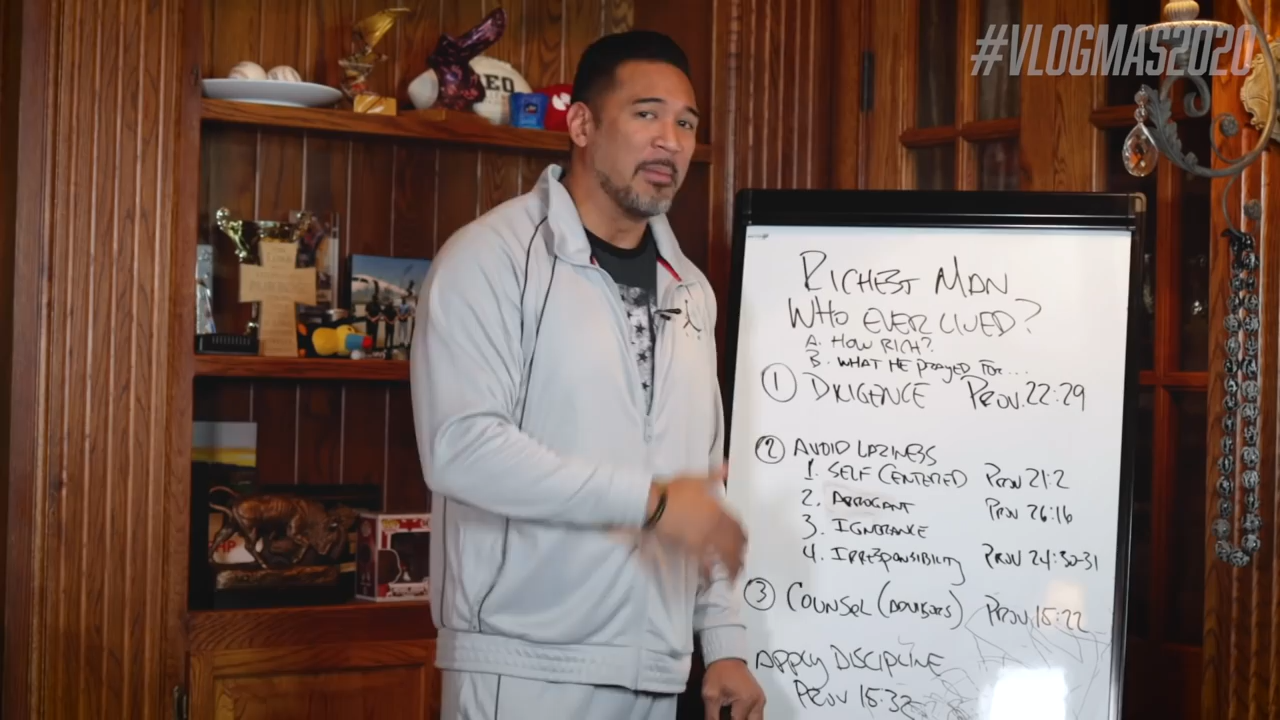 #VLOGMAS2020
RICHEST MAN
WHO EVER LIVED?
A. HOW RICH?
B. WHAT HE PRAYED FOR...
① DILIGENCE PROV. 22:29
② AVOID LAZINESS
1. SELF CENTERED PROV 21:2
2. ARROGANT PROV 26:16
3. IGNORANCE
4. IRRESPONSIBILITY PROV 24:30-31
③ COUNSEL (ADVISORS) PROV 15:22
APPLY DISCIPLINE
PROV 15:32